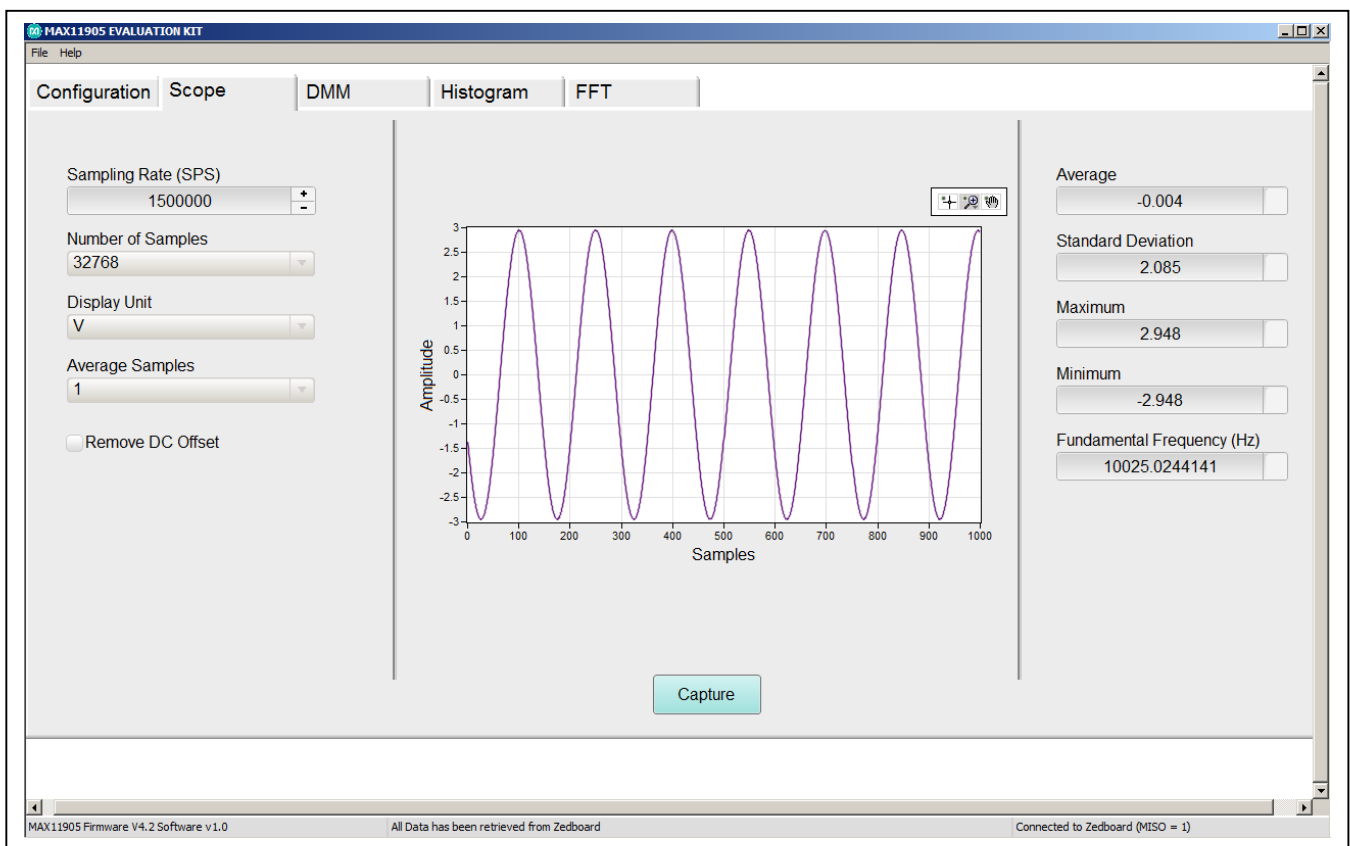 MAX11905 EVALUATION KIT
File Help
Configuration Scope DMM Histogram FFT
Sampling Rate (SPS)
1500000
+
-
Number of Samples
32768
Display Unit
V
Average Samples
1
Remove DC Offset
Amplitude
3
2.5
2
1.5
1
0.5
0
-0.5
-1
-1.5
-2
-2.5
-3
0 100 200 300 400 500 600 700 800 900 1000
Samples
Capture
Average
-0.004
Standard Deviation
2.085
Maximum
2.948
Minimum
-2.948
Fundamental Frequency (Hz)
10025.0244141
MAX11905 Firmware V4.2 Software v1.0 All Data has been retrieved from Zedboard Connected to Zedboard (MISO = 1)